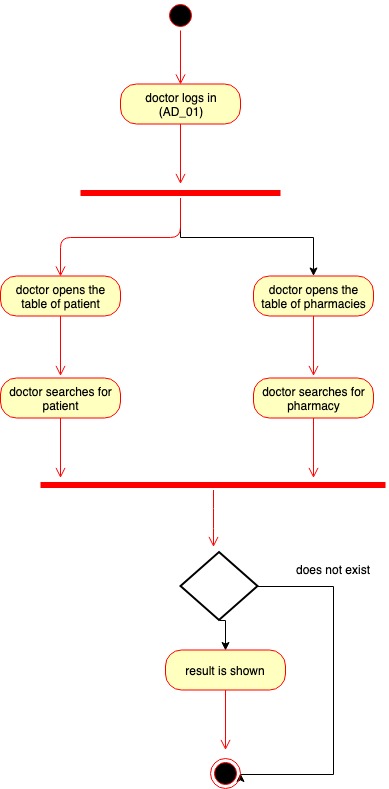 doctor logs in
(AD_01)
doctor opens the
table of patient
doctor opens the
table of pharmacies
doctor searches for
patient
doctor searches for
pharmacy
does not exist
result is shown